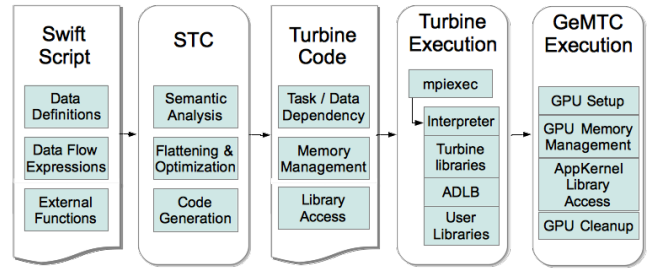 Swift
Script
Data
Definitions
Data Flow
Expressions
External
Functions
STC
Semantic
Analysis
Flattening &
Optimization
Code
Generation
Turbine
Code
Task / Data
Dependency
Memory
Management
Library
Access
Turbine
Execution
mpiexec
Interpreter
Turbine
libraries
ADLB
User
Libraries
GeMTC
Execution
GPU Setup
GPU Memory
Management
AppKernel
Library
Access
GPU Cleanup